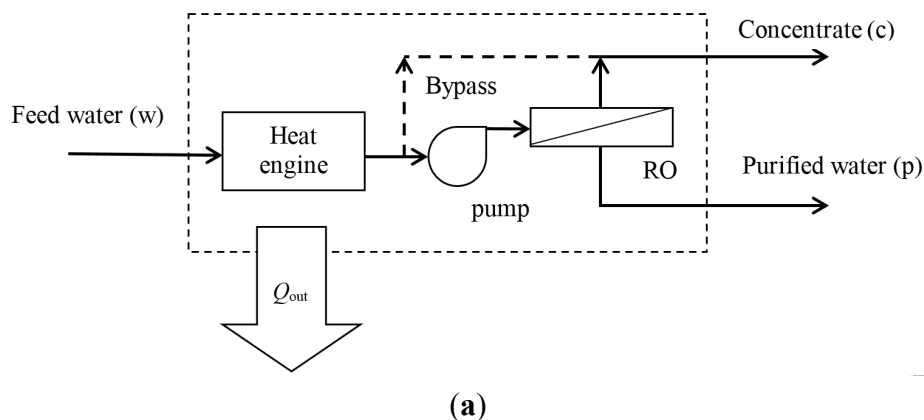 Concentrate (c)
Bypass
Feed water (w)
Heat
engine
RO
Purified water (p)
pump
Qout
(a)